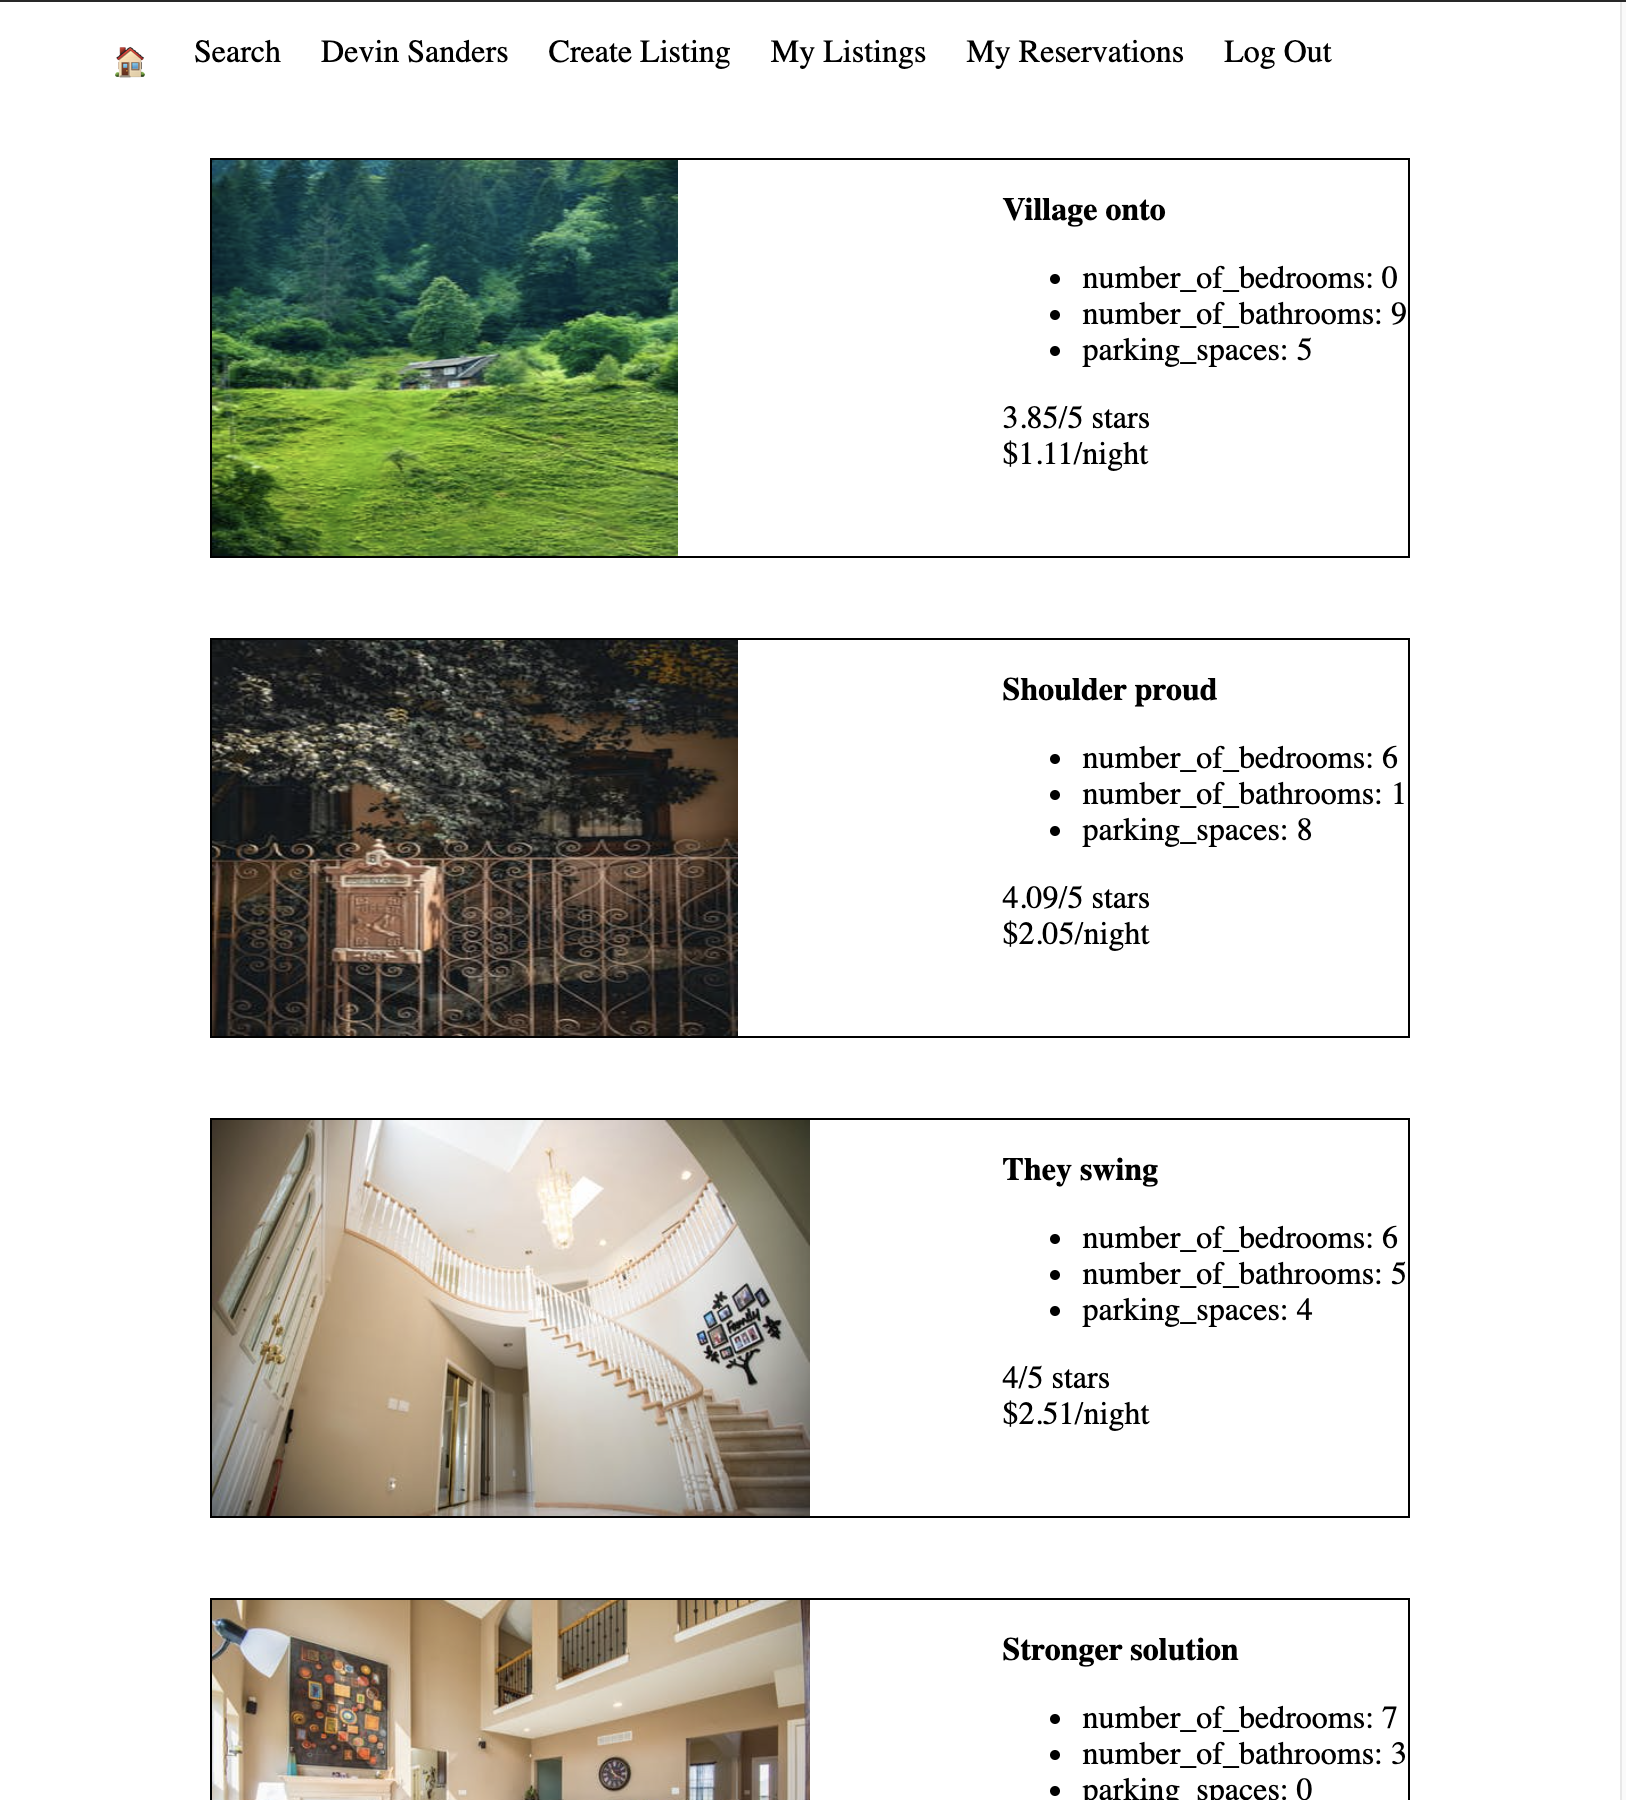 Search Devin Sanders Create Listing My Listings My Reservations Log Out
Village onto
number_of_bedrooms: 0
number_of_bathrooms: 9
parking_spaces: 5
3.85/5 stars
$1.11/night
Shoulder proud
number_of_bedrooms: 6
number_of_bathrooms: 1
parking_spaces: 8
4.09/5 stars
$2.05/night
They swing
number_of_bedrooms: 6
number_of_bathrooms: 5
parking_spaces: 4
4/5 stars
$2.51/night
Family
Stronger solution
number_of_bedrooms: 7
number_of_bathrooms: 3
parking_spaces: 0